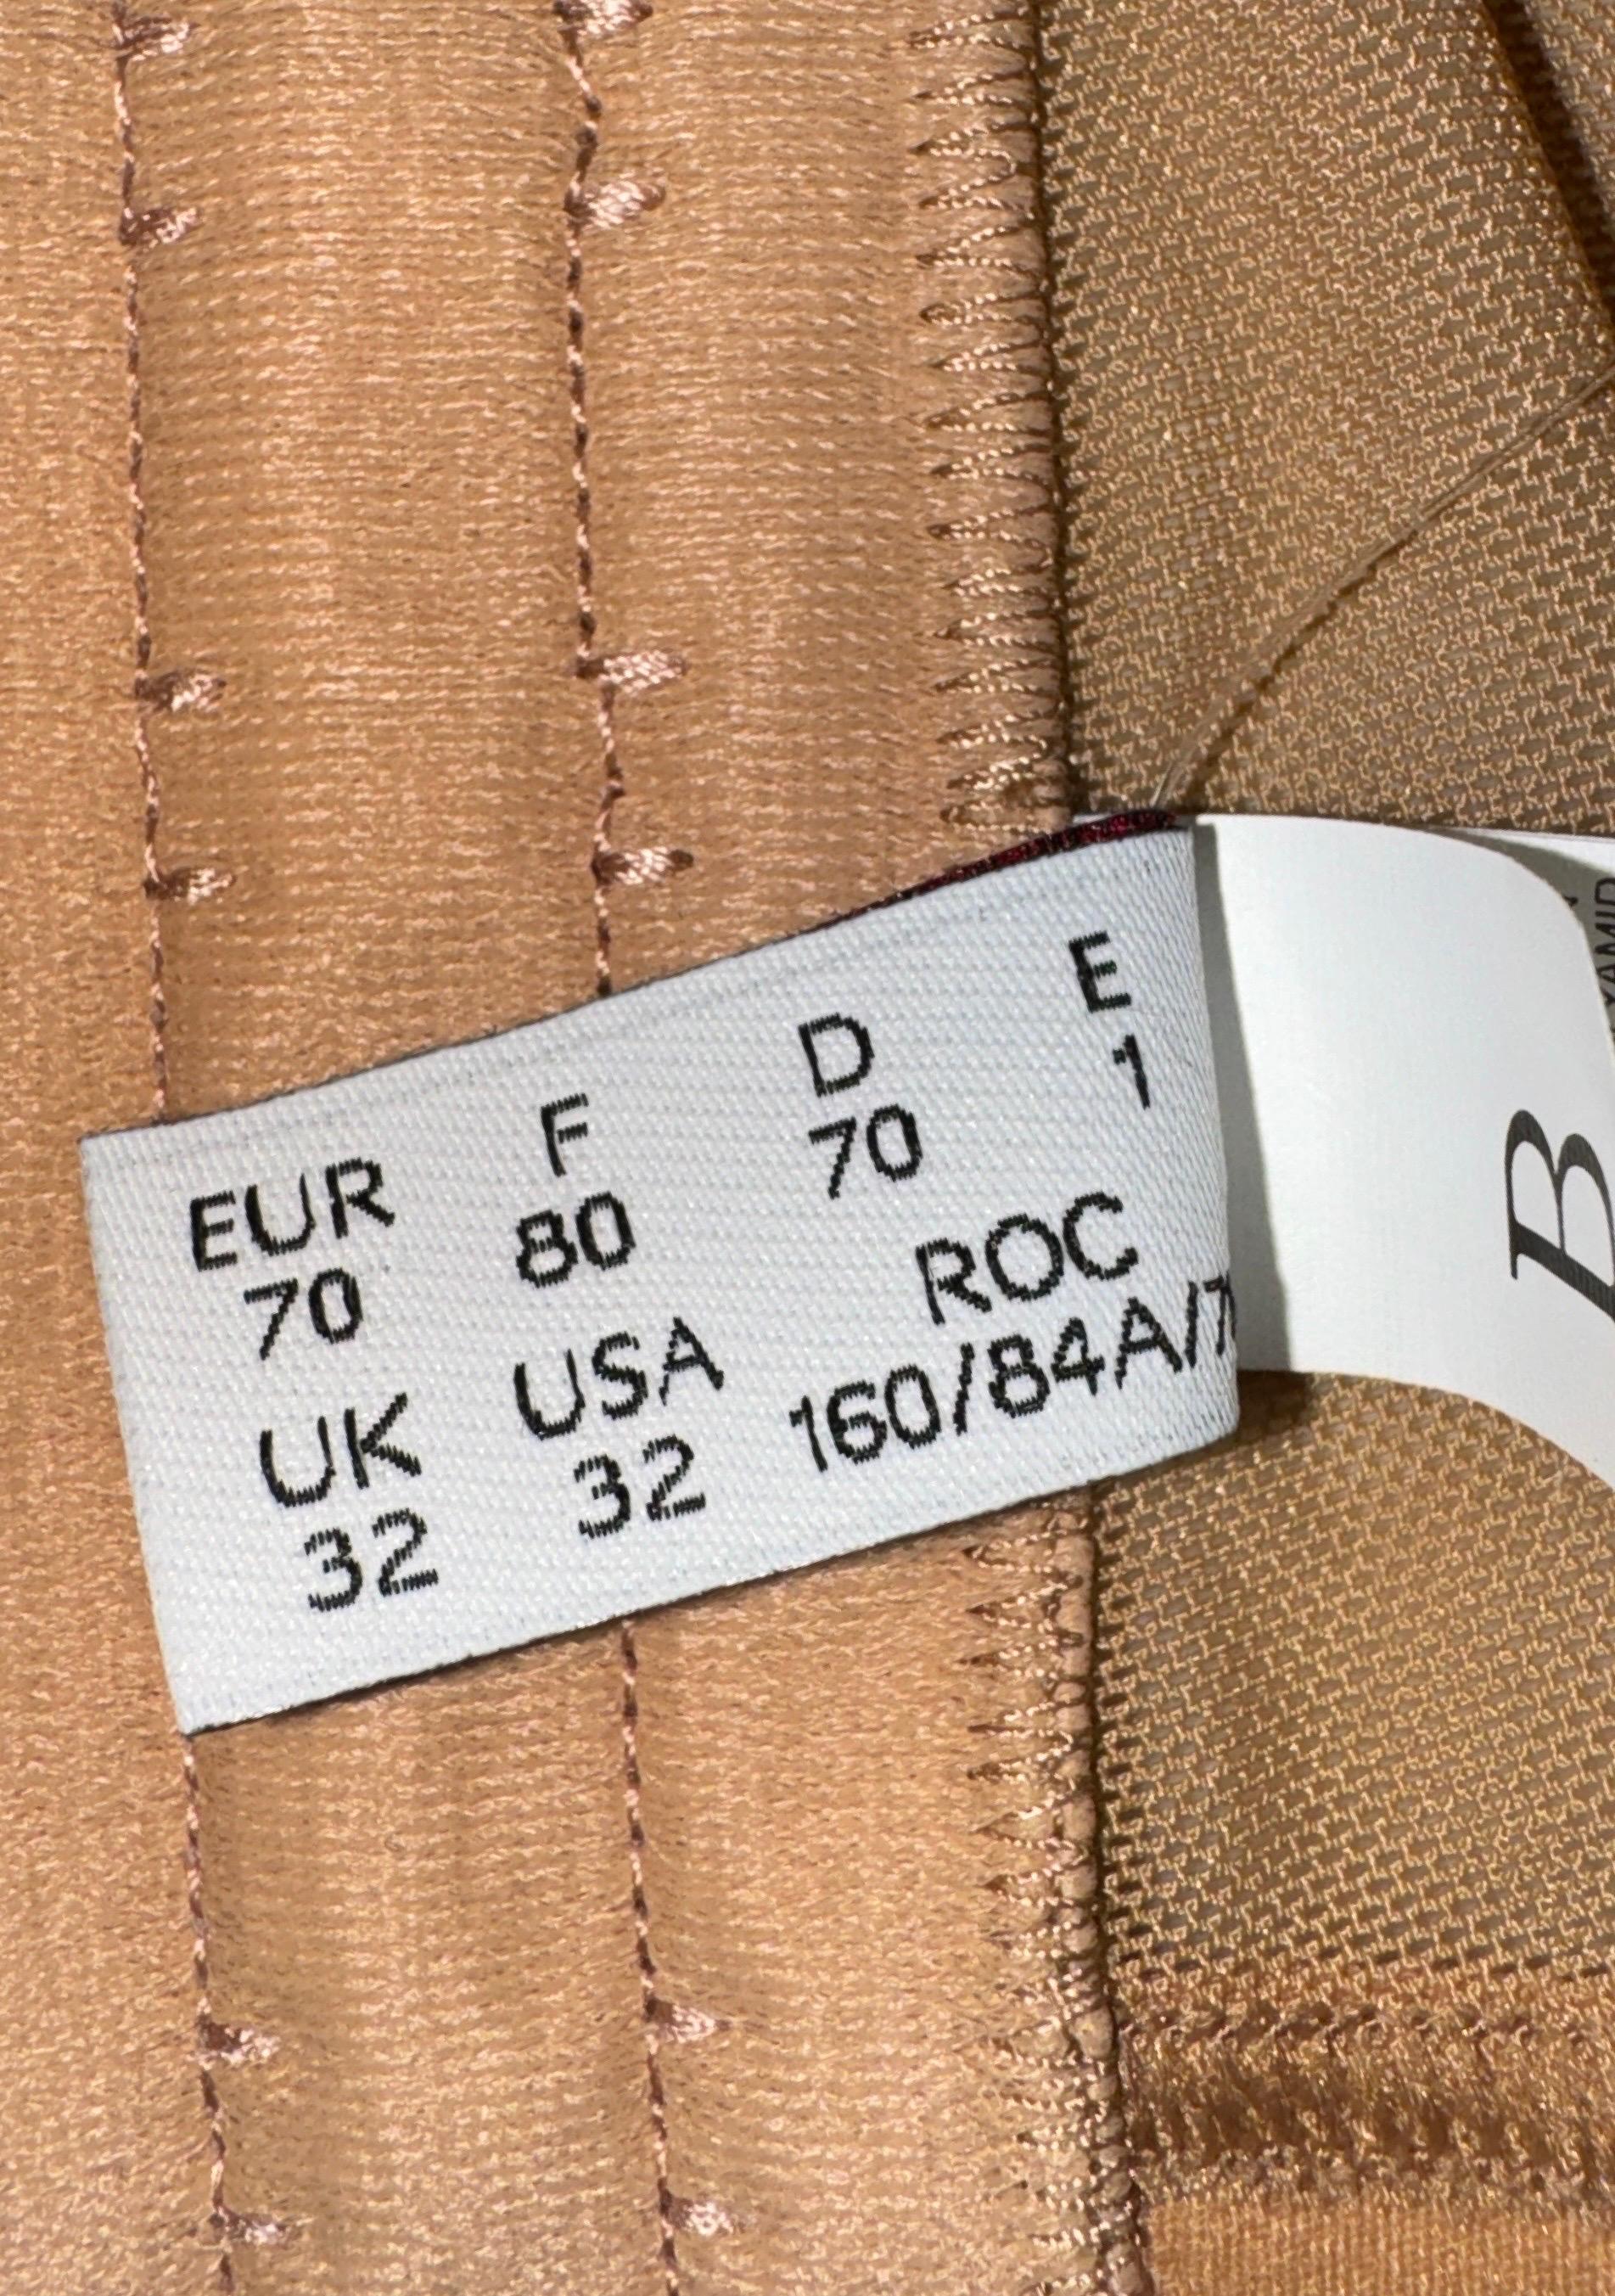 EUR F D E
70 80 70 1
UK USA ROC
32 32 160/84A/7
B